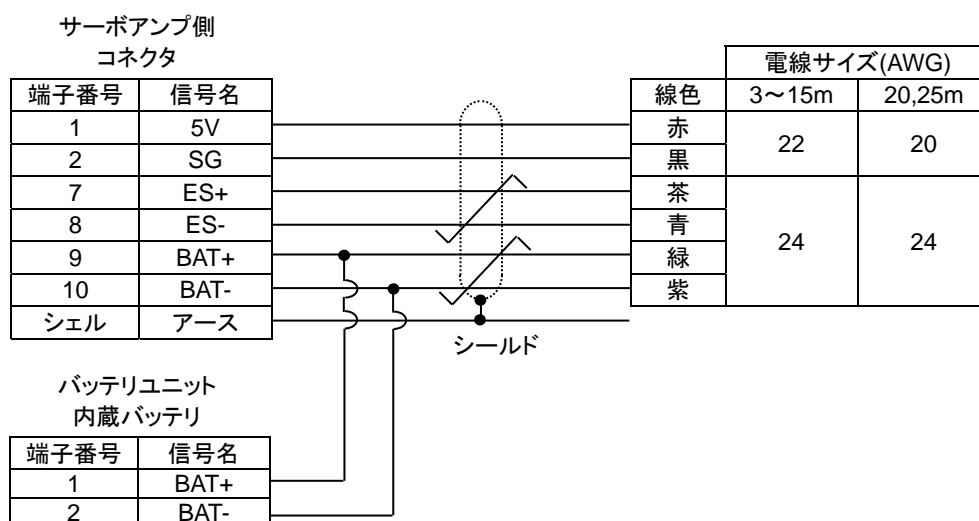 サーボアンプ側
コネクタ
電線サイズ(AWG)
端子番号 信号名 線色 3～15m 20,25m
1 5V 赤 22 20
2 SG 黒
7 ES+ 茶 24 24
8 ES- 青
9 BAT+ 緑
10 BAT- 紫
シェル アース
シールド
バッテリユニット
内蔵バッテリ
端子番号 信号名
1 BAT+
2 BAT-